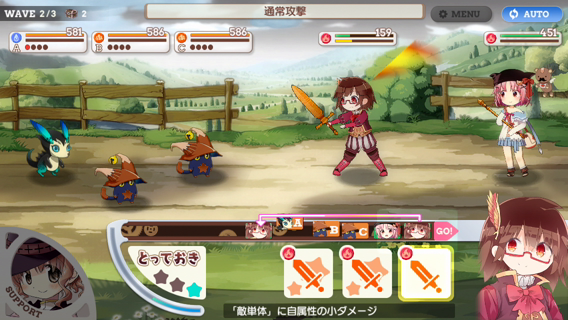 WAVE 2/3 2
通常攻撃
MENU
AUTO
A 581
B 586
C 586
159
451
A
B
C
GO!
とっておき
SUPPORT
「敵単体」に自属性の小ダメージ